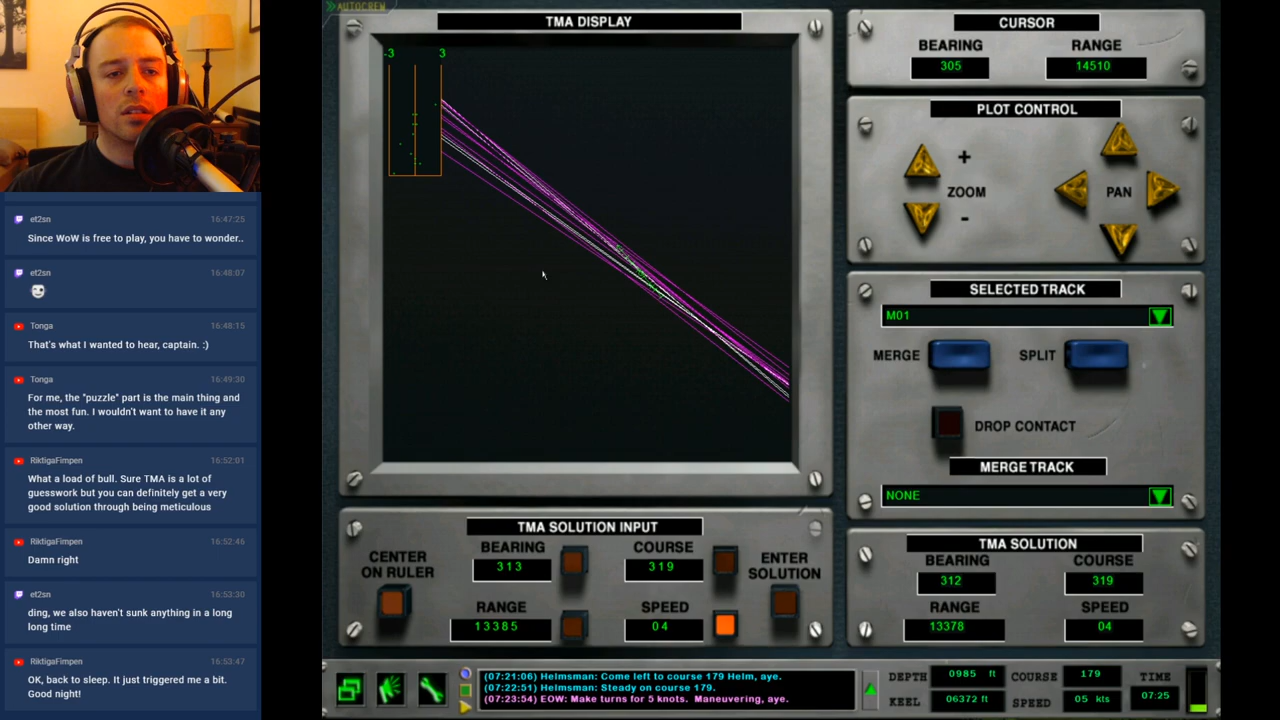 AUTOCREW
TMA DISPLAY
-3 3
CURSOR
BEARING RANGE
305 14510
PLOT CONTROL
+
ZOOM
-
PAN
SELECTED TRACK
M01
MERGE SPLIT
DROP CONTACT
MERGE TRACK
NONE
TMA SOLUTION INPUT
CENTER ON RULER
BEARING COURSE
313 319
RANGE SPEED
13385 04
ENTER SOLUTION
TMA SOLUTION
BEARING COURSE
312 319
RANGE SPEED
13378 04
(07:21:06) Helmsman: Come left to course 179 Helm, aye.
(07:22:51) Helmsman: Steady on course 179.
(07:23:54) EOW: Make turns for 5 knots. Maneuvering, aye.
DEPTH 0985 ft COURSE 179 TIME
KEEL 06372 ft SPEED 05 kts 07:25
et2sn 16:47:25
Since WoW is free to play, you have to wonder..
et2sn 16:48:07
Tonga 16:48:15
That's what I wanted to hear, captain. :)
Tonga 16:49:30
For me, the "puzzle" part is the main thing and
the most fun. I wouldn't want to have it any
other way.
RiktigaFimpen 16:52:01
What a load of bull. Sure TMA is a lot of
guesswork but you can definitely get a very
good solution through being meticulous
RiktigaFimpen 16:52:46
Damn right
et2sn 16:53:30
ding, we also haven't sunk anything in a long
long time
RiktigaFimpen 16:53:47
OK, back to sleep. It just triggered me a bit.
Good night!